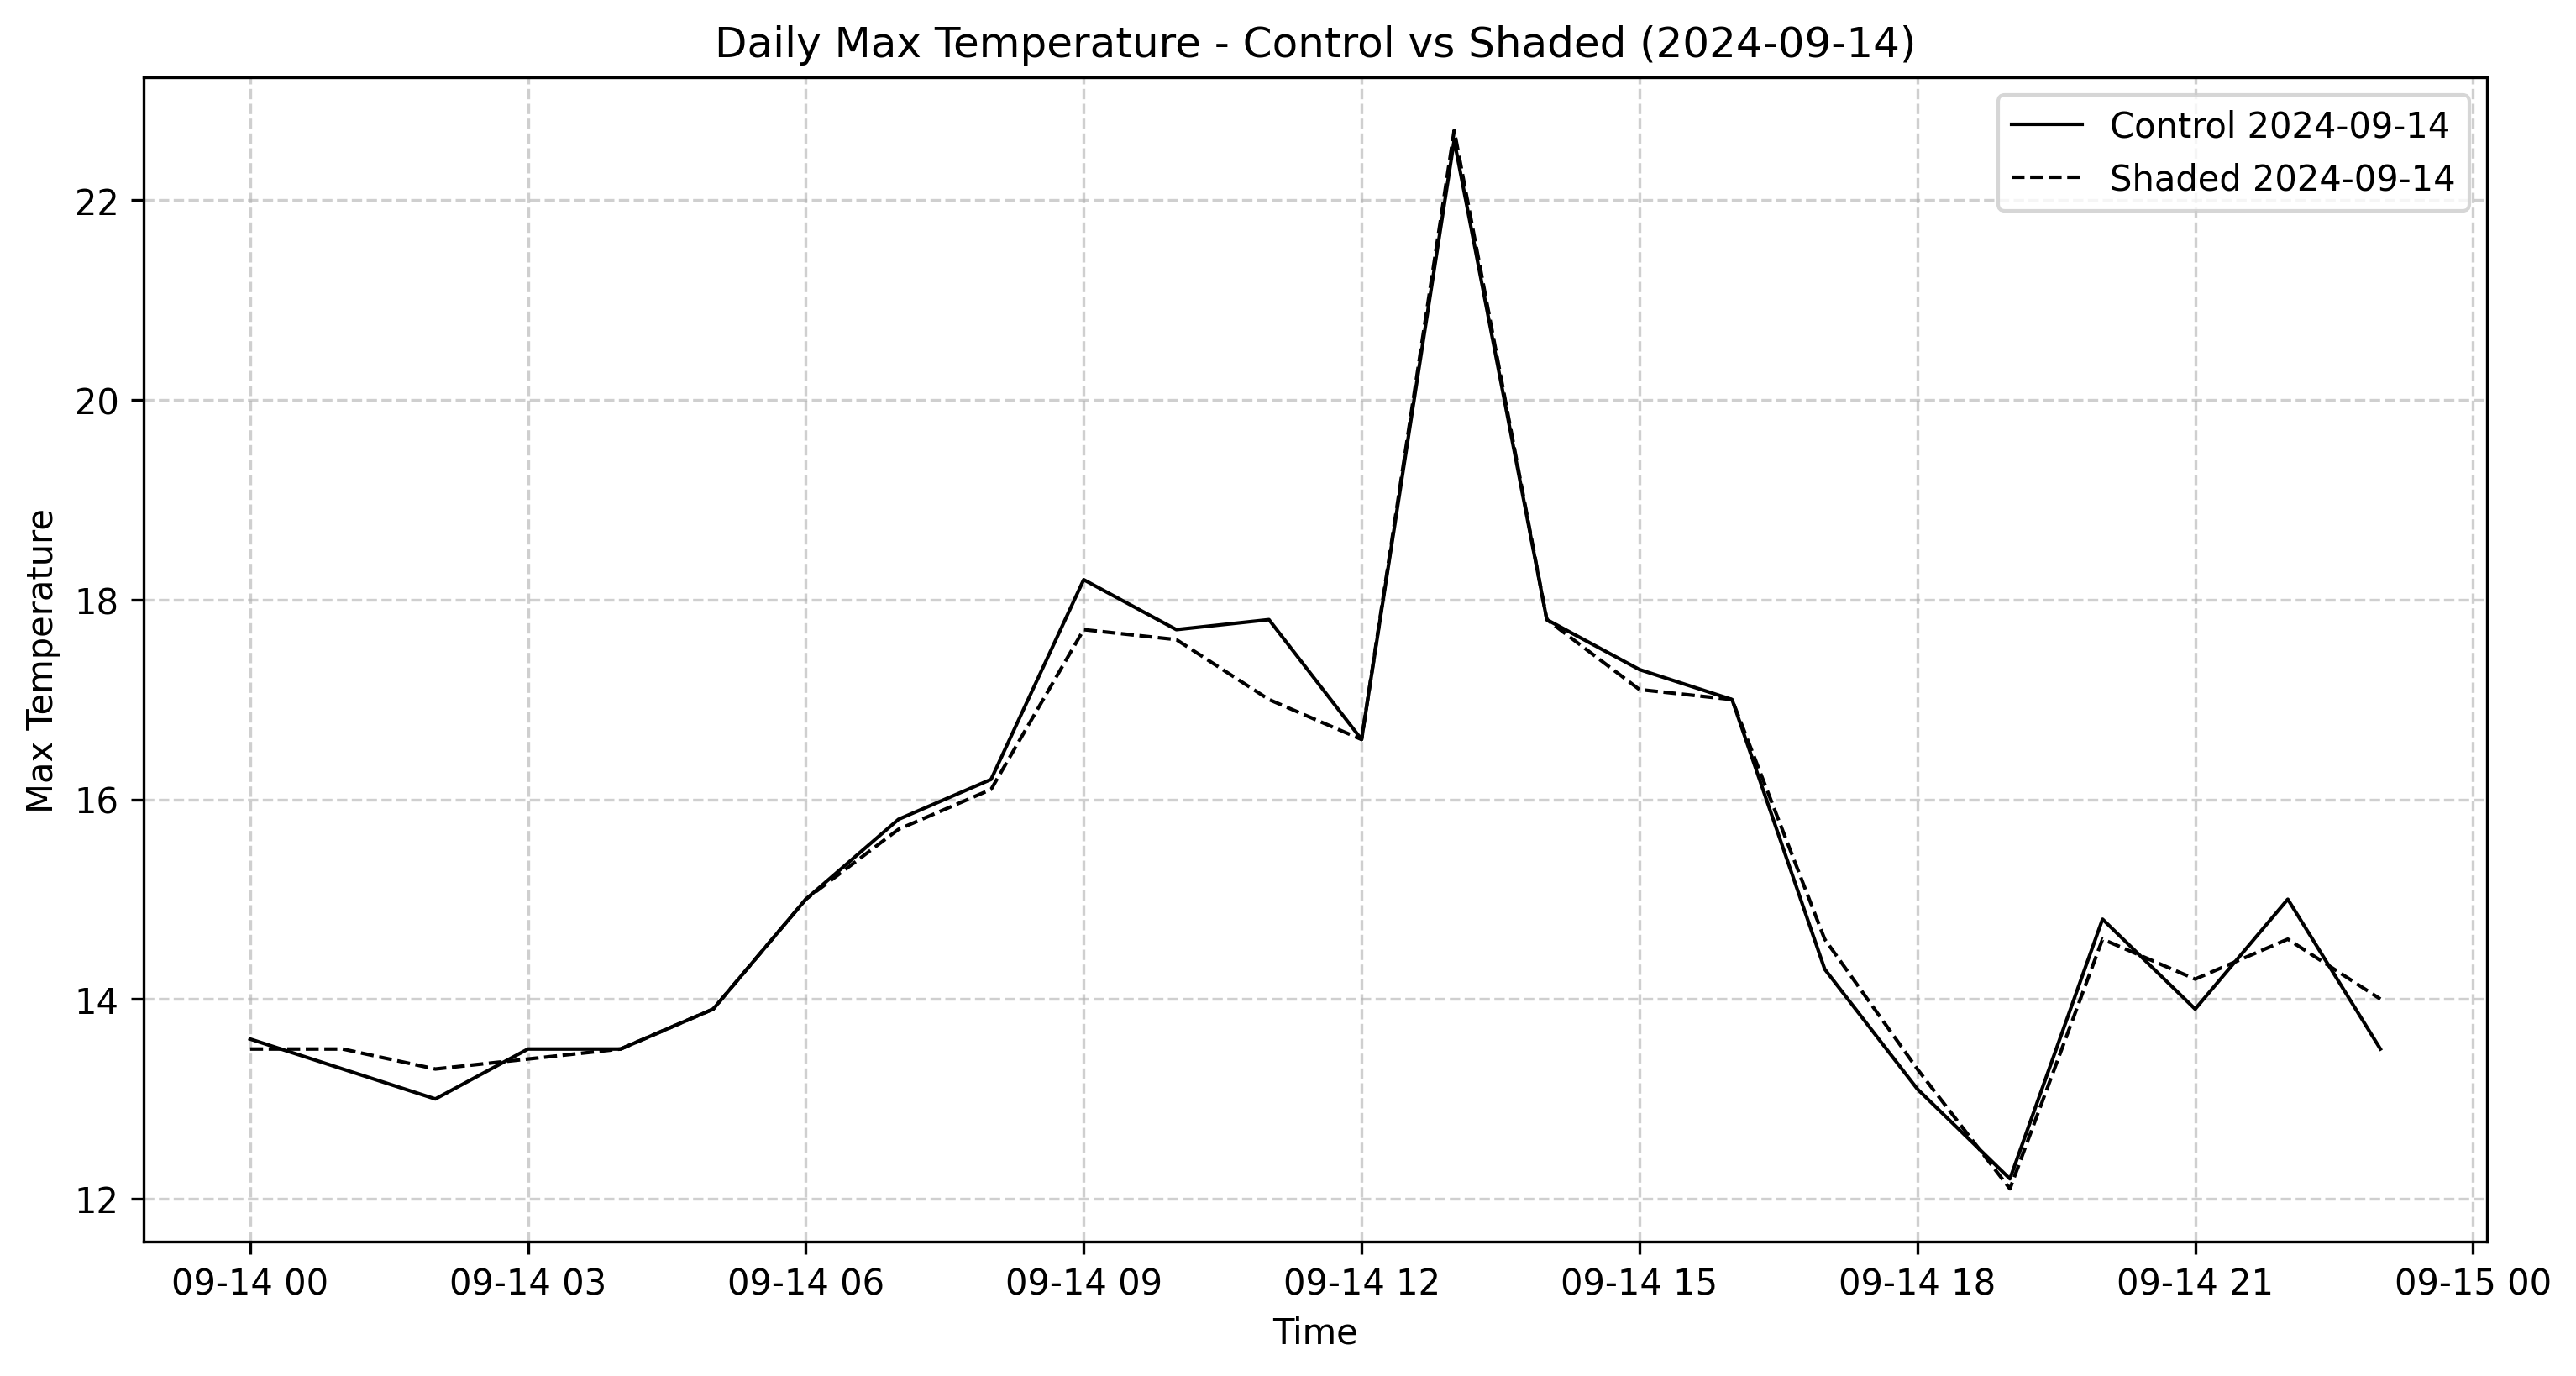 Daily Max Temperature - Control vs Shaded (2024-09-14)
Control 2024-09-14
Shaded 2024-09-14
Max Temperature
22
20
18
16
14
12
09-14 00 09-14 03 09-14 06 09-14 09 09-14 12 09-14 15 09-14 18 09-14 21 09-15 00
Time